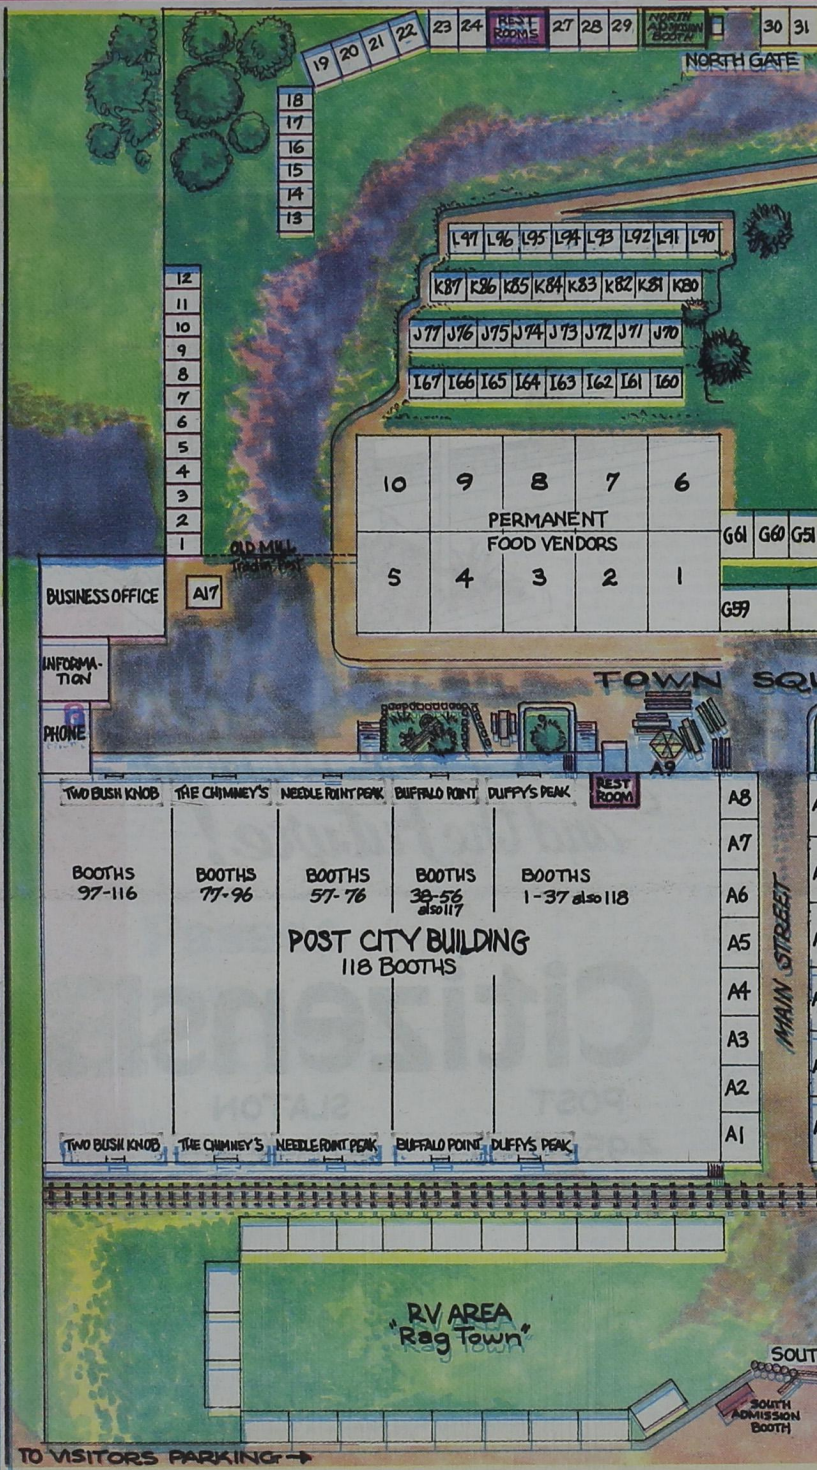 23 24 REST ROOMS 27 28 29 NORTH ADMISSION BOOTH 30 31
NORTH GATE
19 20 21 22
18
17
16
15
14
13
L97 L96 L95 L94 L93 L92 L91 L90
K87 K86 K85 K84 K83 K82 K81 K80
J77 J76 J75 J74 J73 J72 J71 J70
I67 I66 I65 I64 I63 I62 I61 I60
12
11
10
9
8
7
6
5
4
3
2
1
10 9 8 7 6
PERMANENT
FOOD VENDORS
5 4 3 2 1
G61 G60 G51
G59
OLD MILL
Tradin Post
BUSINESS OFFICE
A17
INFORMA-
TION
PHONE
TOWN SQU
A9
TWO BUSH KNOB THE CHIMNEY'S NEEDLE POINT PEAK BUFFALO POINT DUFFY'S PEAK
REST
ROOM
A8
A7
A6
A5
A4
A3
A2
A1
MAIN STREET
BOOTHS
97-116
BOOTHS
77-96
BOOTHS
57-76
BOOTHS
38-56
also 117
BOOTHS
1-37 also 118
POST CITY BUILDING
118 BOOTHS
TWO BUSH KNOB THE CHIMNEY'S NEEDLE POINT PEAK BUFFALO POINT DUFFY'S PEAK
RV AREA
"Rag Town"
SOUT
SOUTH
ADMISSION
BOOTH
TO VISITORS PARKING →